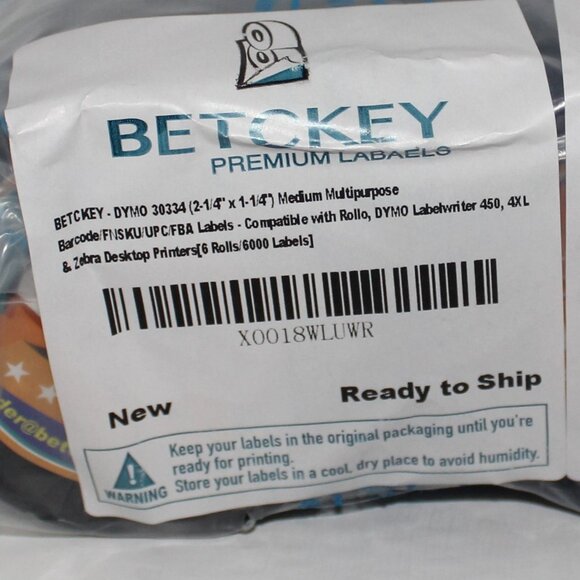 BETCKEY
PREMIUM LABAELS
BETCKEY - DYMO 30334 (2-1/4" x 1-1/4") Medium Multipurpose
Barcode/FNSKU/UPC/FBA Labels - Compatible with Rollo, DYMO Labelwriter 450, 4XL
& Zebra Desktop Printers[6 Rolls/6000 Labels]
X0018WLUWR
New
Ready to Ship
WARNING
Keep your labels in the original packaging until you're
ready for printing.
Store your labels in a cool, dry place to avoid humidity.